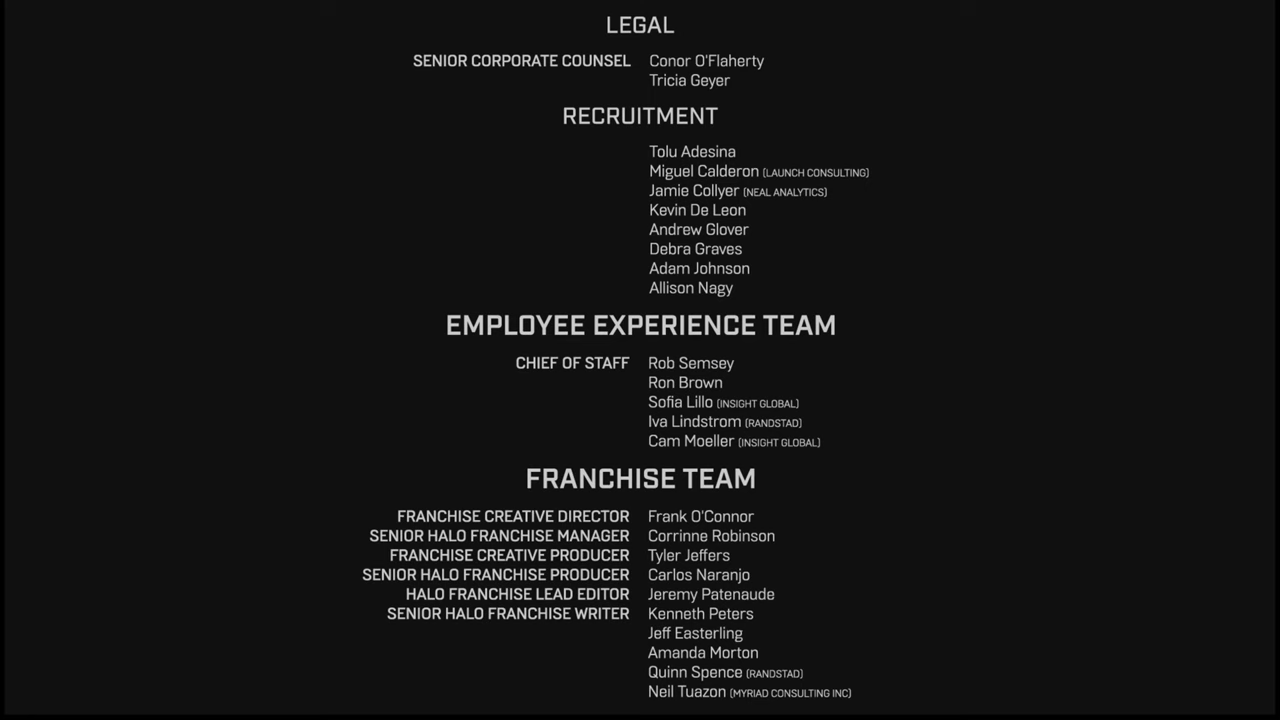 LEGAL
SENIOR CORPORATE COUNSEL Conor O'Flaherty
Tricia Geyer
RECRUITMENT
Tolu Adesina
Miguel Calderon (LAUNCH CONSULTING)
Jamie Collyer (NEAL ANALYTICS)
Kevin De Leon
Andrew Glover
Debra Graves
Adam Johnson
Allison Nagy
EMPLOYEE EXPERIENCE TEAM
CHIEF OF STAFF Rob Semsey
Ron Brown
Sofia Lillo (INSIGHT GLOBAL)
Iva Lindstrom (RANDSTAD)
Cam Moeller (INSIGHT GLOBAL)
FRANCHISE TEAM
FRANCHISE CREATIVE DIRECTOR Frank O'Connor
SENIOR HALO FRANCHISE MANAGER Corrinne Robinson
FRANCHISE CREATIVE PRODUCER Tyler Jeffers
SENIOR HALO FRANCHISE PRODUCER Carlos Naranjo
HALO FRANCHISE LEAD EDITOR Jeremy Patenaude
SENIOR HALO FRANCHISE WRITER Kenneth Peters
Jeff Easterling
Amanda Morton
Quinn Spence (RANDSTAD)
Neil Tuazon (MYRIAD CONSULTING INC)